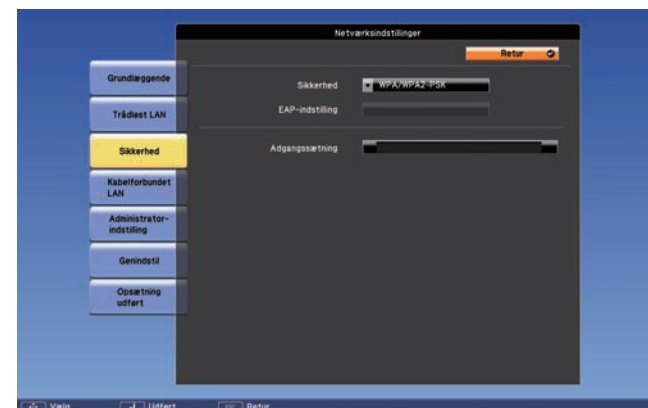 Netværksindstillinger
Retur
Grundlæggende
Trådløst LAN
Sikkerhed
Kabelforbundet
LAN
Administrator-
indstilling
Genindstil
Opsætning
udført
Sikkerhed WPA/WPA2-PSK
EAP-indstilling
Adgangssætning
Vælg Udført Retur